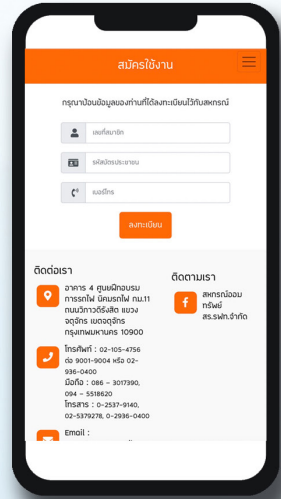 สมัครใช้งาน
กรุณาป้อนข้อมูลของท่านที่ได้ลงทะเบียนไว้กับสหกรณ์
เลขที่สมาชิก
รหัสบัตรประชาชน
เบอร์โทร
ลงทะเบียน
ติดต่อเรา
อาคาร 4 ศูนย์ฝึกอบรม
การรถไฟ นิคมรถไฟ กม.11
ถนนวิภาวดีรังสิต แขวง
จตุจักร เขตจตุจักร
กรุงเทพมหานคร 10900
โทรศัพท์ : 02-105-4756
ต่อ 9001-9004 หรือ 02-
936-0400
มือถือ : 086 - 3017390,
094 - 5518620
โทรสาร : 0-2537-9140,
02-5379278, 0-2936-0400
Email :
ติดตามเรา
สหกรณ์ออม
ทรัพย์
สร.รฟท.จำกัด